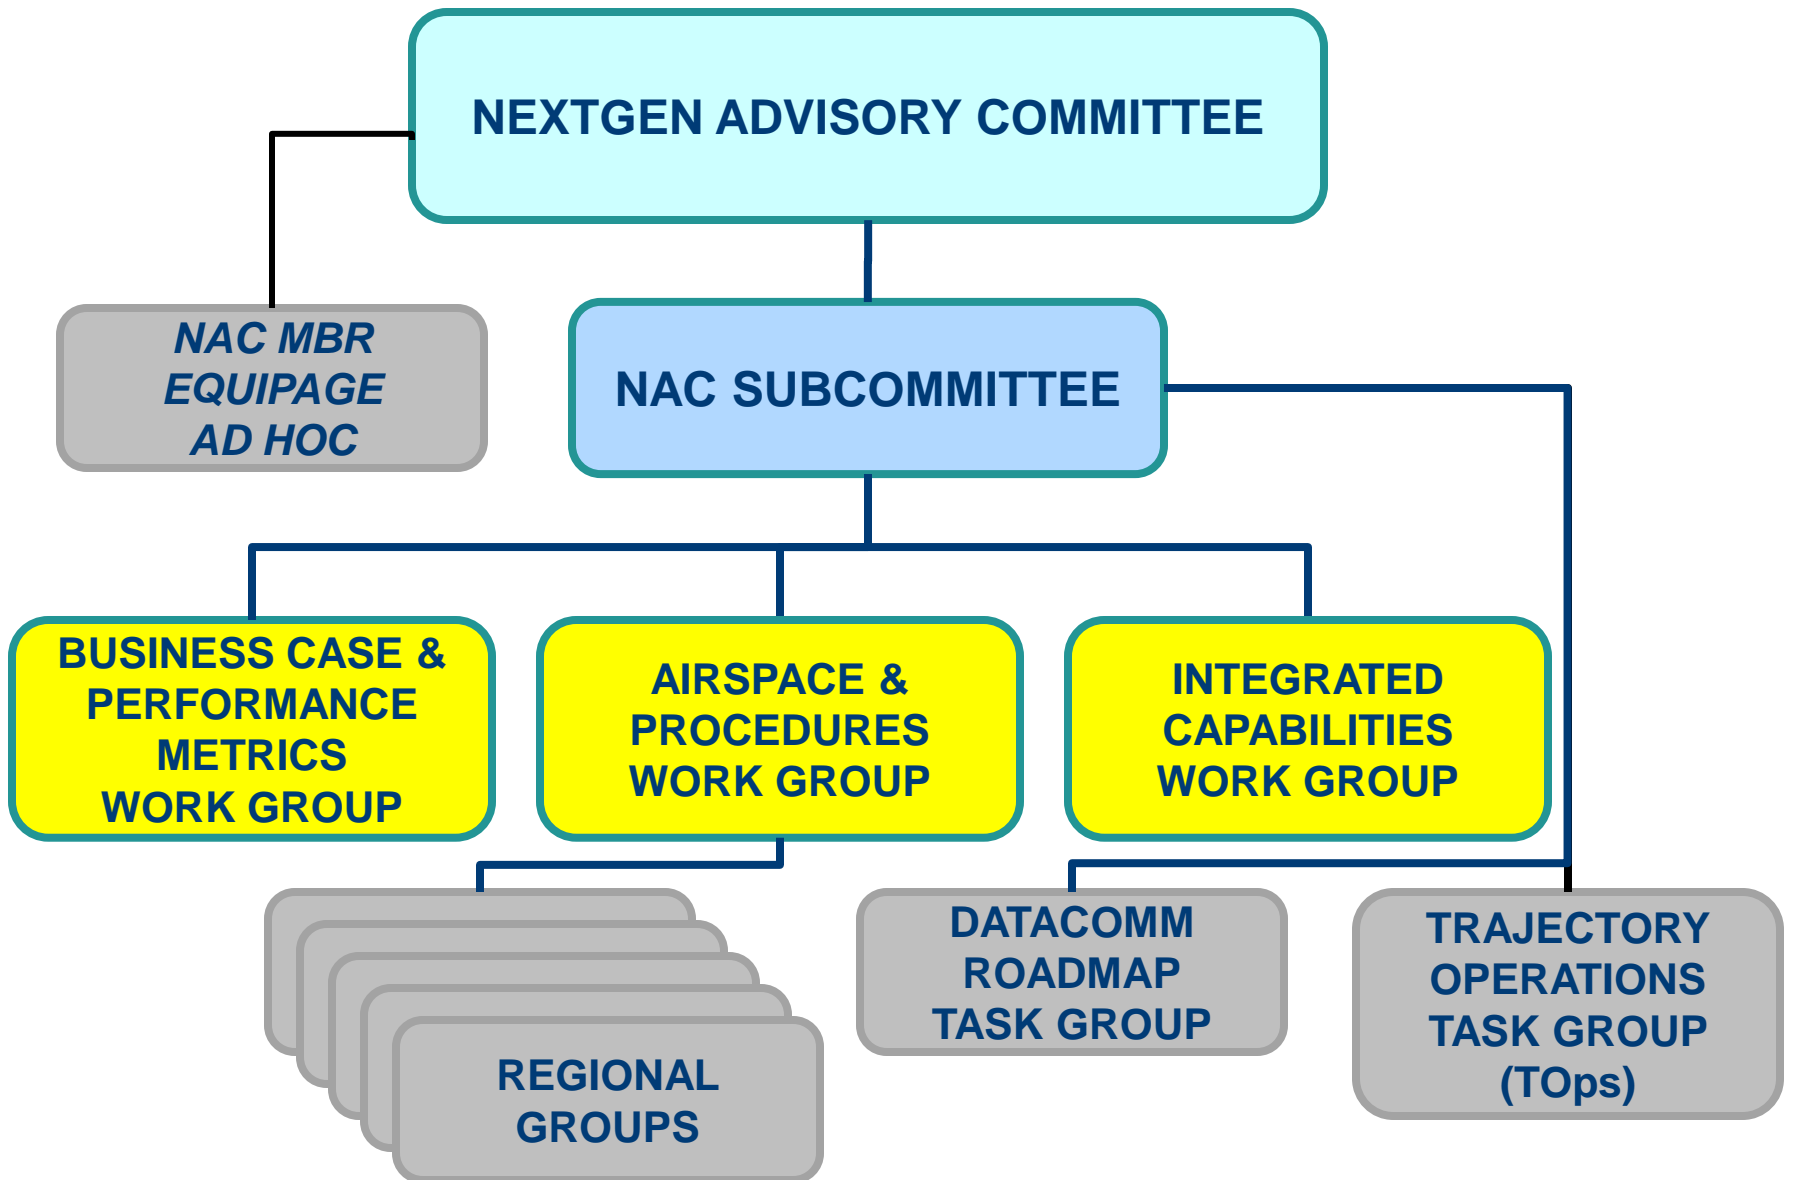 NEXTGEN ADVISORY COMMITTEE
NAC MBR
EQUIPAGE
AD HOC
NAC SUBCOMMITTEE
BUSINESS CASE &
PERFORMANCE
METRICS
WORK GROUP
AIRSPACE &
PROCEDURES
WORK GROUP
INTEGRATED
CAPABILITIES
WORK GROUP
REGIONAL
GROUPS
DATACOMM
ROADMAP
TASK GROUP
TRAJECTORY
OPERATIONS
TASK GROUP
(TOps)